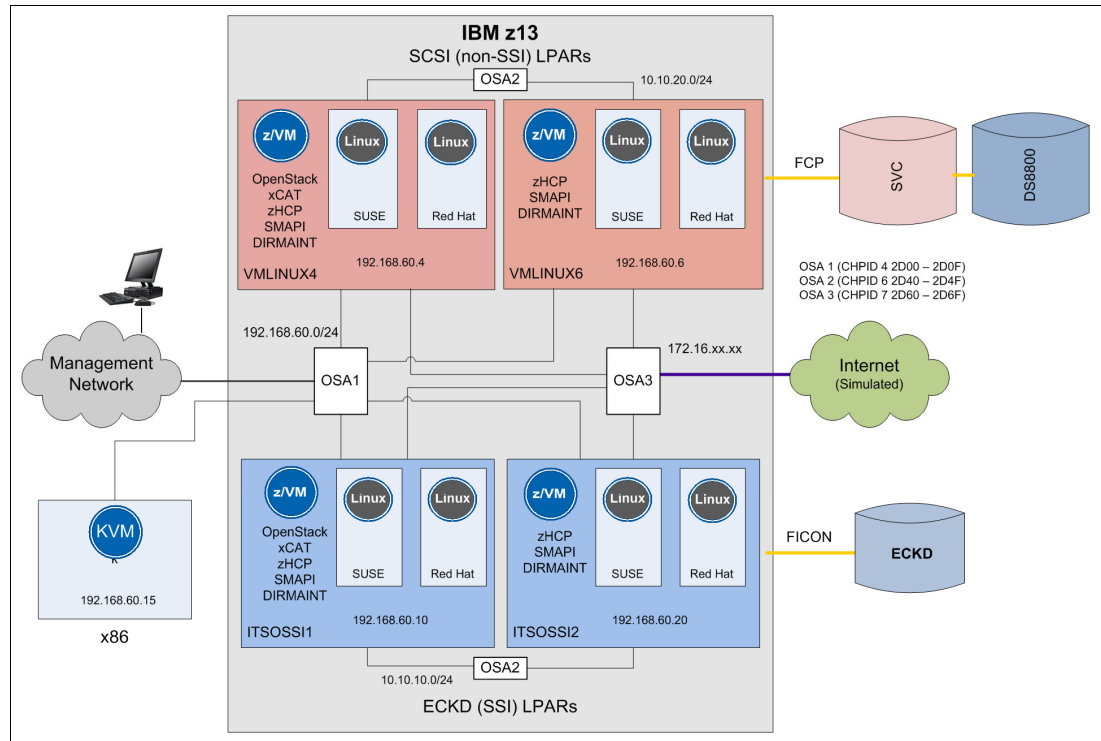 IBM z13
SCSI (non-SSI) LPARs
OSA2
10.10.20.0/24
z/VM
Linux
Linux
OpenStack
xCAT
zHCP
SMAPI
DIRMAINT
SUSE
Red Hat
192.168.60.4
VMLINUX4
z/VM
Linux
Linux
zHCP
SMAPI
DIRMAINT
SUSE
Red Hat
192.168.60.6
VMLINUX6
FCP
SVC
DS8800
OSA 1 (CHPID 4 2D00 – 2D0F)
OSA 2 (CHPID 6 2D40 – 2D4F)
OSA 3 (CHPID 7 2D60 – 2D6F)
192.168.60.0/24
172.16.xx.xx
Management
Network
OSA1
OSA3
Internet
(Simulated)
z/VM
Linux
Linux
OpenStack
xCAT
zHCP
SMAPI
DIRMAINT
SUSE
Red Hat
192.168.60.10
ITSOSSI1
z/VM
Linux
Linux
zHCP
SMAPI
DIRMAINT
SUSE
Red Hat
192.168.60.20
ITSOSSI2
FICON
ECKD
KVM
192.168.60.15
x86
OSA2
10.10.10.0/24
ECKD (SSI) LPARs